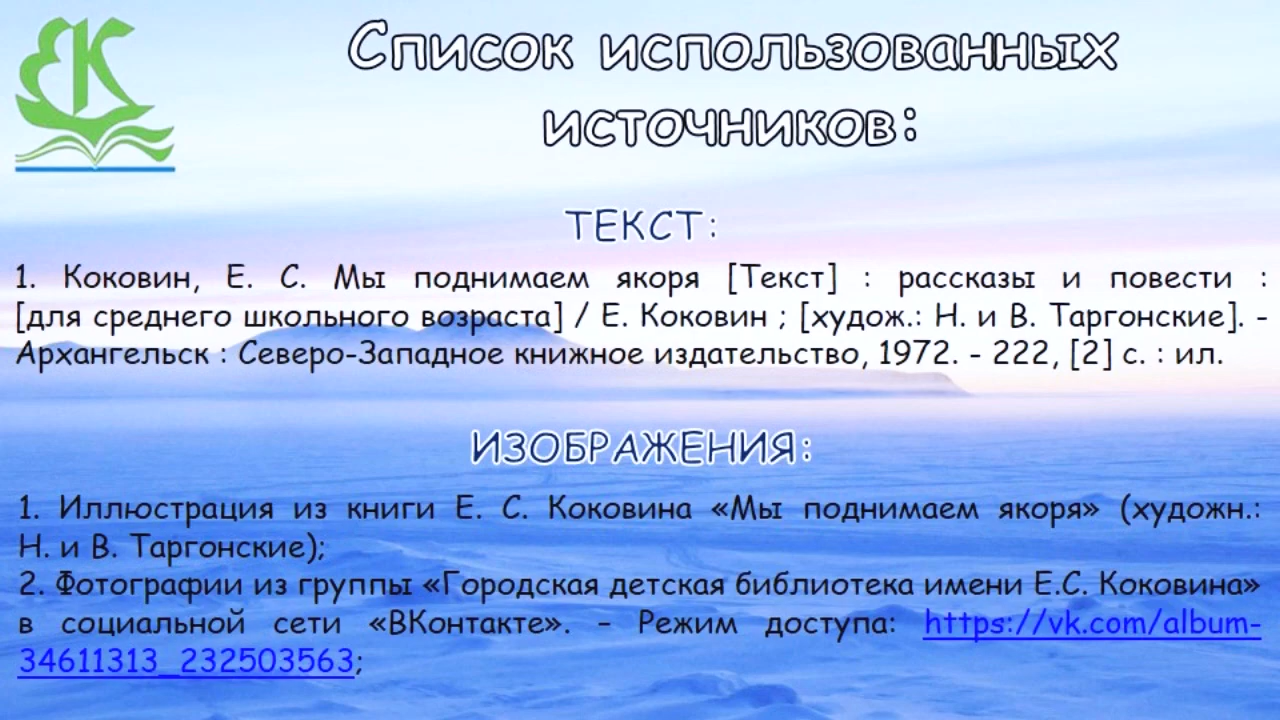 ЕК
Список использованных
источников:
ТЕКСТ:
1. Коковин, Е. С. Мы поднимаем якоря [Текст] : рассказы и повести :
[для среднего школьного возраста] / Е. Коковин ; [худож.: Н. и В. Таргонские]. -
Архангельск : Северо-Западное книжное издательство, 1972. - 222, [2] с. : ил.
ИЗОБРАЖЕНИЯ:
1. Иллюстрация из книги Е. С. Коковина «Мы поднимаем якоря» (художн.:
Н. и В. Таргонские);
2. Фотографии из группы «Городская детская библиотека имени Е.С. Коковина»
в социальной сети «ВКонтакте». – Режим доступа: https://vk.com/album-
34611313_232503563;